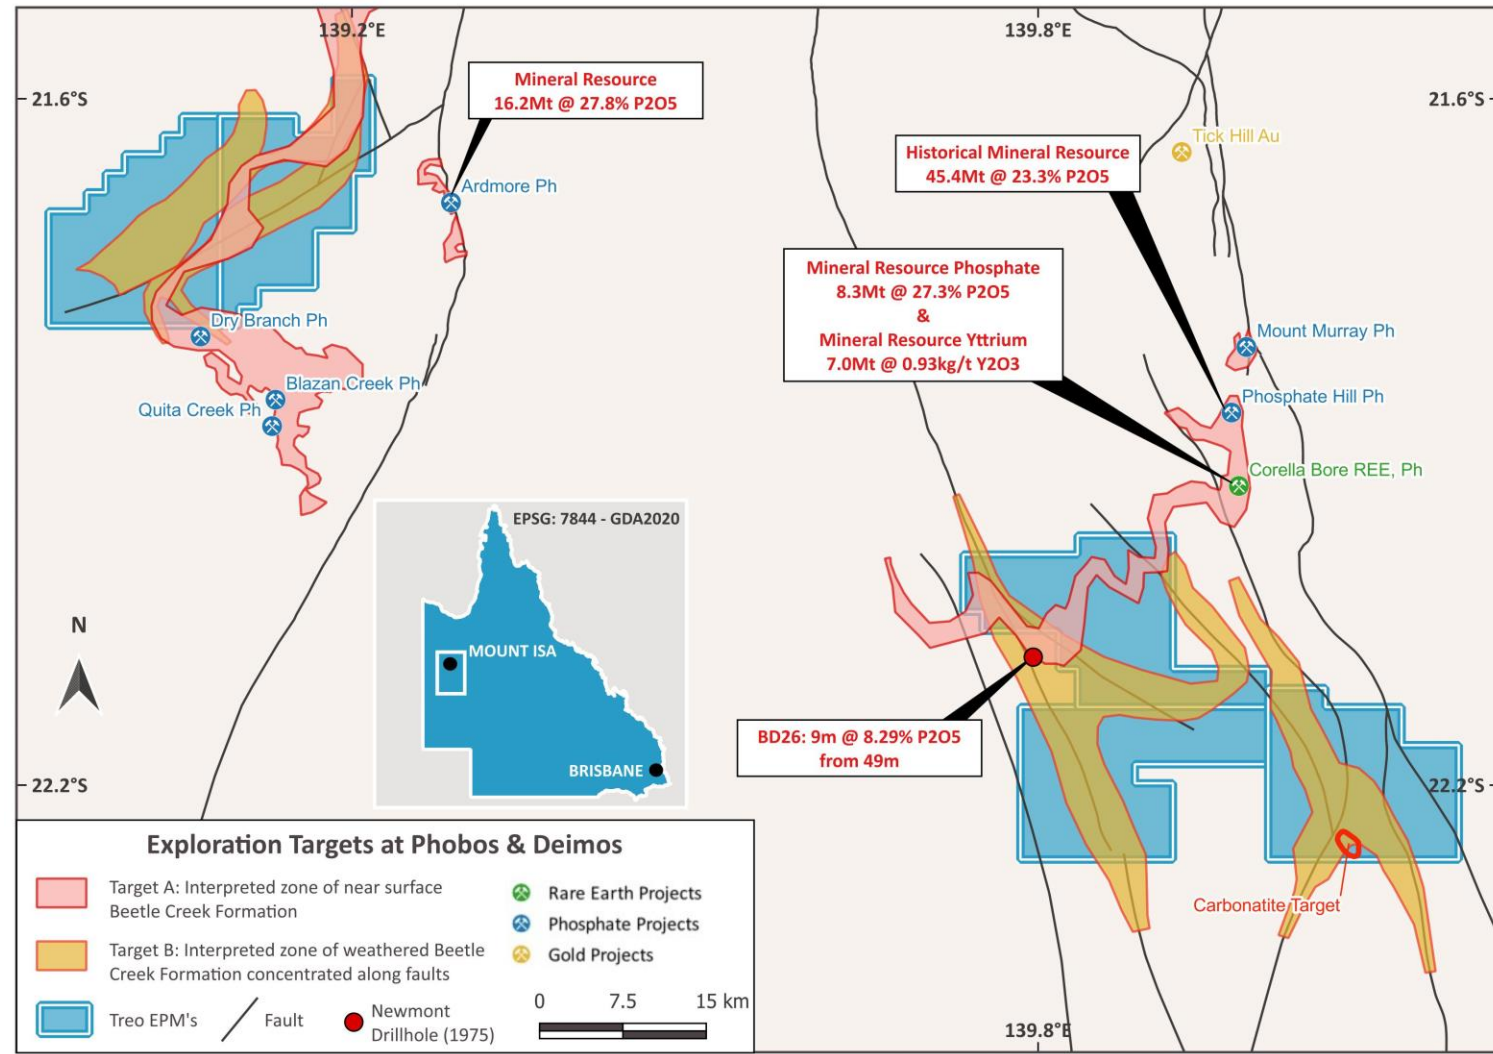 139.2°E
139.8°E
21.6°S
21.6°S
Mineral Resource
16.2Mt @ 27.8% P2O5
Tick Hill Au
Historical Mineral Resource
45.4Mt @ 23.3% P2O5
Ardmore Ph
Mineral Resource Phosphate
8.3Mt @ 27.3% P2O5
&
Mineral Resource Yttrium
7.0Mt @ 0.93kg/t Y2O3
Dry Branch Ph
Mount Murray Ph
Blazan Creek Ph
Quita Creek Ph
Phosphate Hill Ph
Corella Bore REE, Ph
EPSG: 7844 - GDA2020
N
MOUNT ISA
BRISBANE
BD26: 9m @ 8.29% P2O5
from 49m
22.2°S
22.2°S
Carbonatite Target
Exploration Targets at Phobos & Deimos
Target A: Interpreted zone of near surface
Beetle Creek Formation
Target B: Interpreted zone of weathered Beetle
Creek Formation concentrated along faults
Treo EPM's
Fault
Newmont
Drillhole (1975)
Rare Earth Projects
Phosphate Projects
Gold Projects
0 7.5 15 km
139.8°E